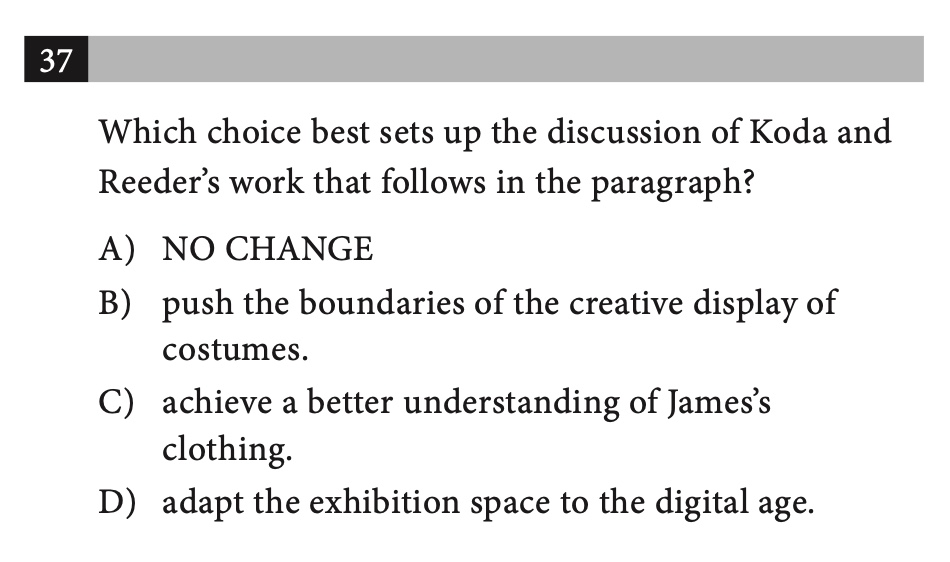 37
Which choice best sets up the discussion of Koda and
Reeder’s work that follows in the paragraph?
A) NO CHANGE
B) push the boundaries of the creative display of
costumes.
C) achieve a better understanding of James’s
clothing.
D) adapt the exhibition space to the digital age.